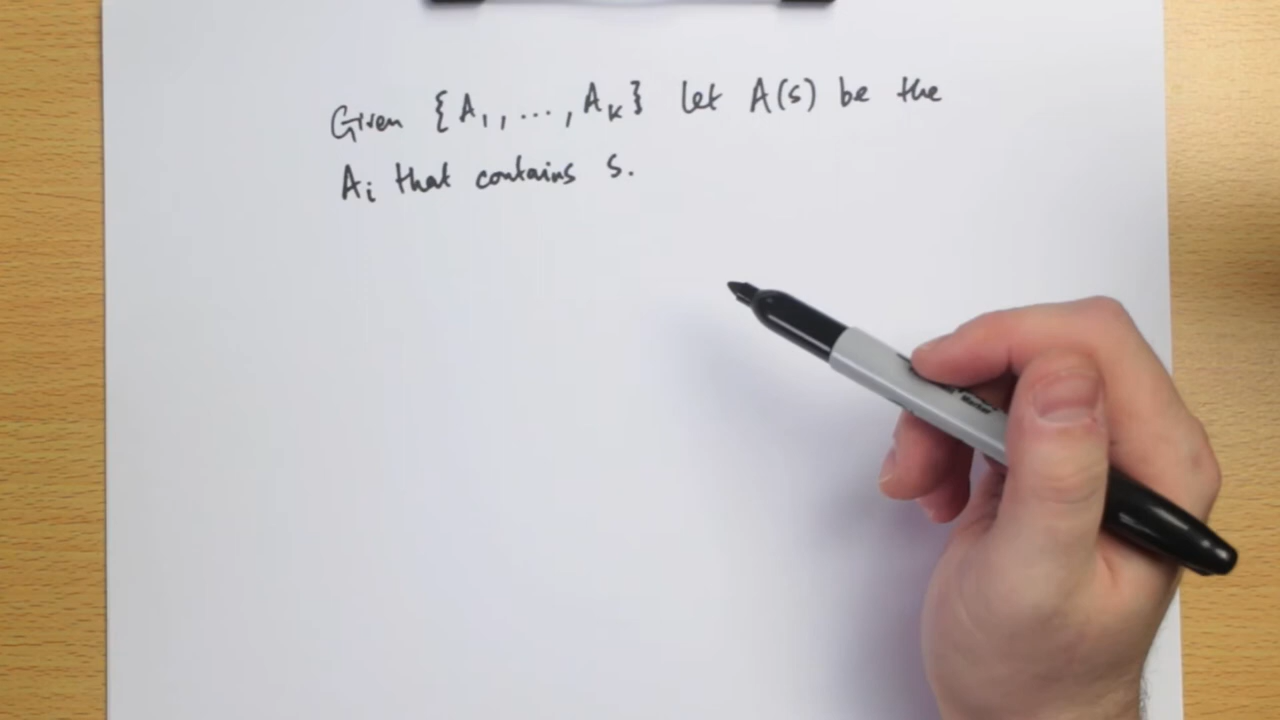 Given {A₁, ..., Aₖ} let A(s) be the
Aᵢ that contains s.